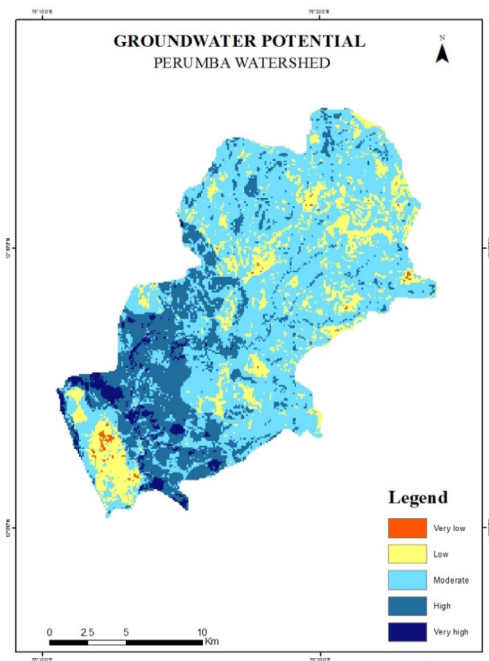 GROUNDWATER POTENTIAL
PERUMBA WATERSHED
N
Legend
Very low
Low
Moderate
High
Very high
0 2.5 5 10
Km